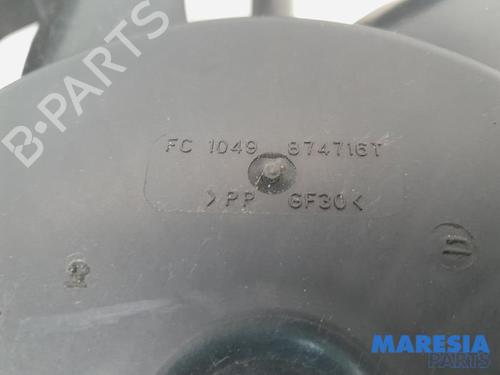 B-PARTS
FC 1049 874716T
>PP GF30<
MARESIA
PARTS